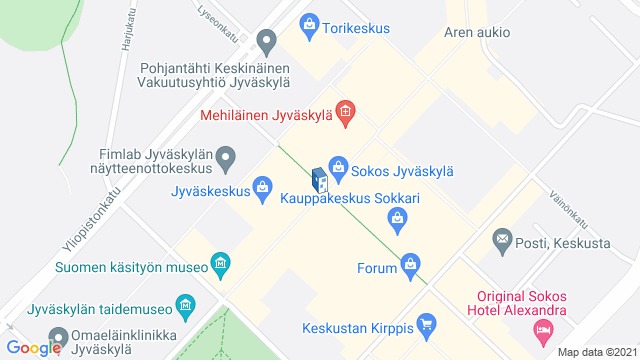 Lyseonkatu
Harjukatu
Torikeskus
Aren aukio
Pohjantähti Keskinäinen
Vakuutusyhtiö Jyväskylä
Mehiläinen Jyväskylä
Fimlab Jyväskylän
näytteenottokeskus
Sokos Jyväskylä
Jyväskeskus
Kauppakeskus Sokkari
Väinönkatu
Yliopistonkatu
Posti, Keskusta
Suomen käsityön museo
Forum
Jyväskylän taidemuseo
Original Sokos
Hotel Alexandra
Keskustan Kirppis
Omaeläinklinikka
Jyväskylä
Google
Map data ©2021